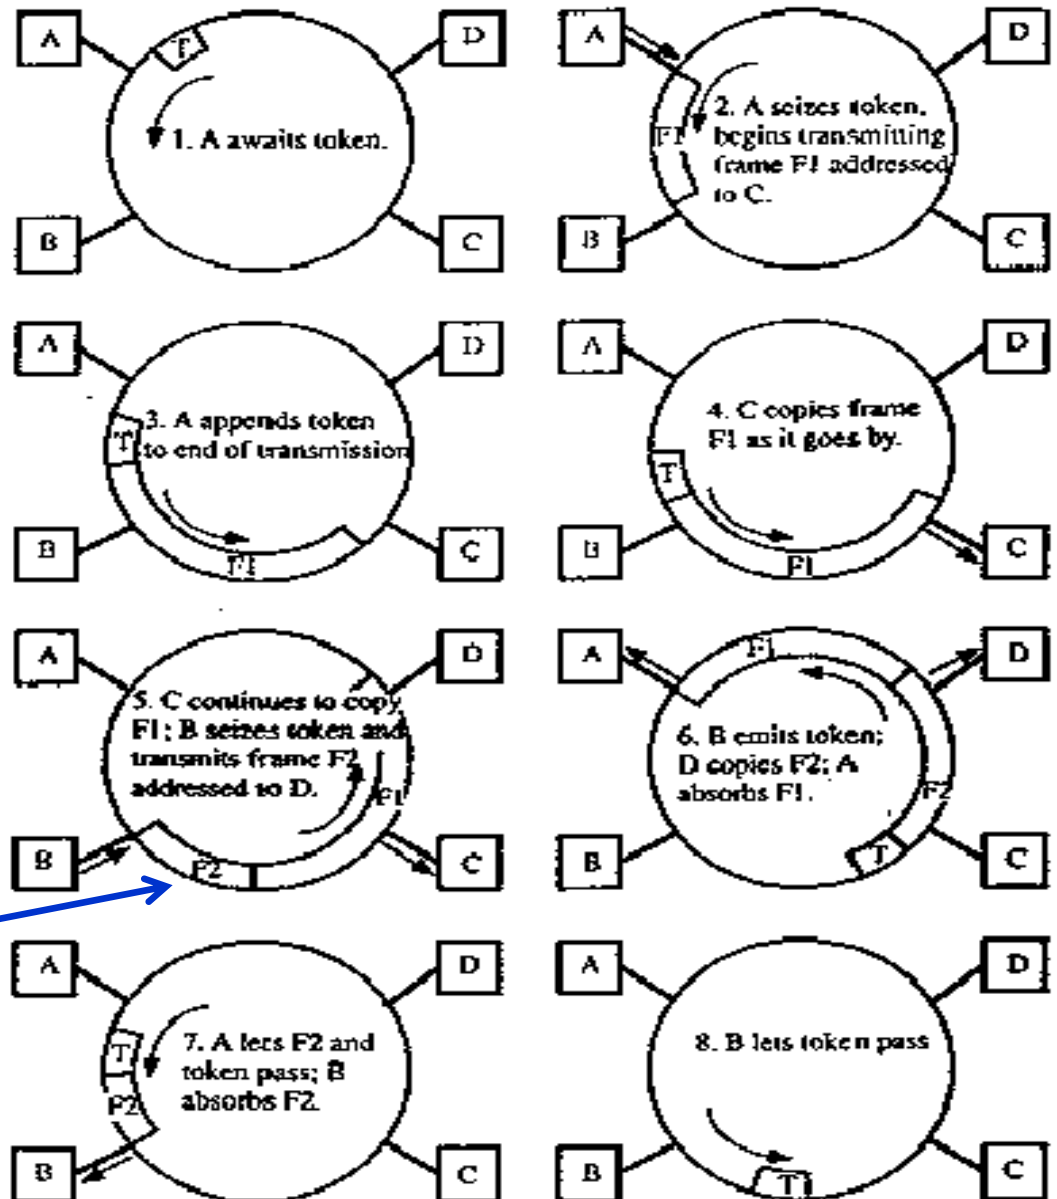 A
D
T
1. A awaits token.
B
C
A
D
2. A seizes token,
begins transmitting
frame F1 addressed
to C.
F1
B
C
A
D
3. A appends token
to end of transmission
T
F1
B
C
A
D
4. C copies frame
F1 as it goes by.
T
F1
B
C
A
D
5. C continues to copy
F1; B seizes token and
transmits frame F2
addressed to D.
F1
F2
B
C
A
D
F1
6. B emits token;
D copies F2; A
absorbs F1.
F2
T
B
C
A
D
7. A lets F2 and
token pass; B
absorbs F2.
T
F2
B
C
A
D
8. B lets token pass
T
B
C